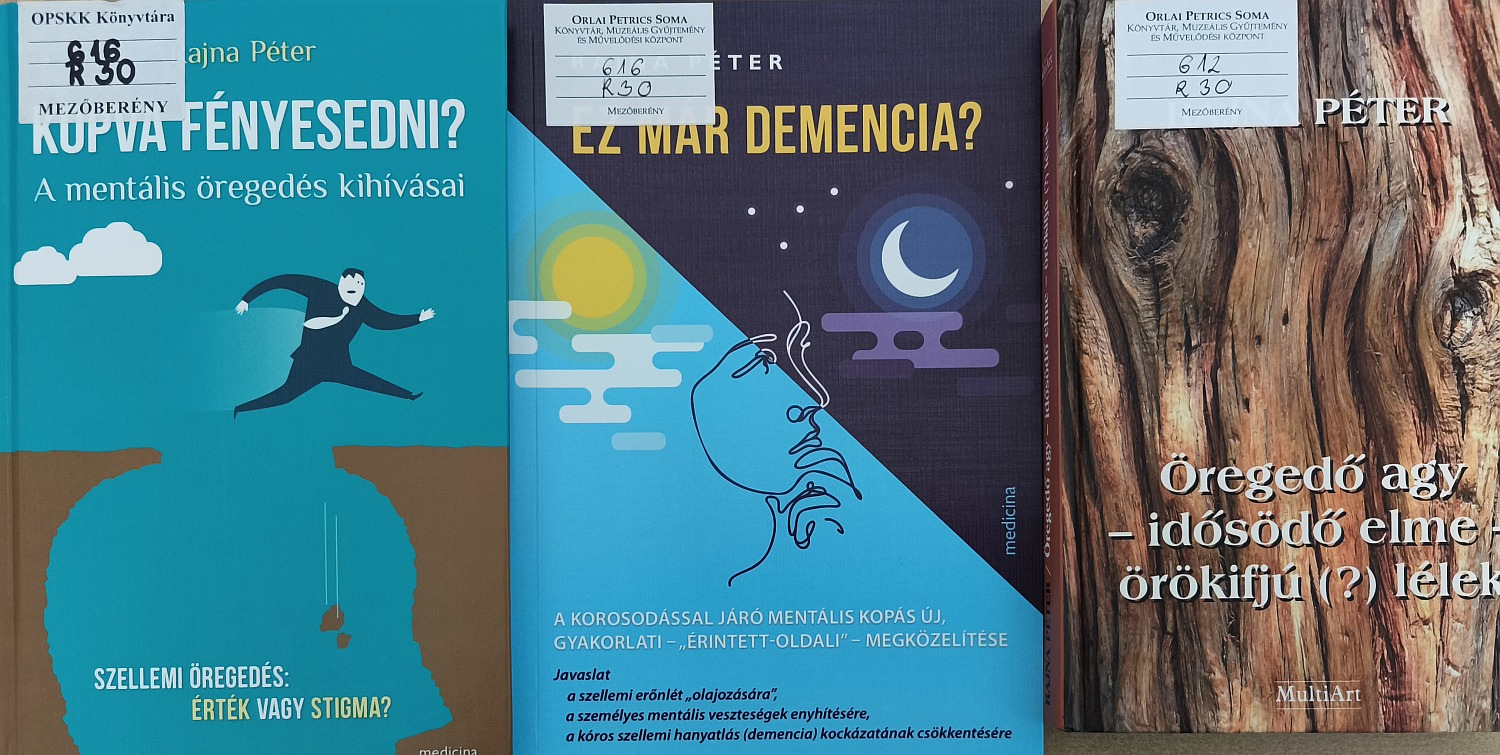 OPSKK Könyvtára
616
R 30
MEZŐBERÉNY
Rajna Péter
KOPVA FÉNYESEDNI?
A mentális öregedés kihívásai
SZELLEMI ÖREGEDÉS:
ÉRTÉK VAGY STIGMA?
medicina
ORLAI PETRICS SOMA
KÖNYVTÁR, MUZEÁLIS GYŰJTEMÉNY
ÉS MŰVELŐDÉSI KÖZPONT
616
R 30
MEZŐBERÉNY
PÉTER
EZ MÁR DEMENCIA?
medicina
A KOROSODÁSSAL JÁRÓ MENTÁLIS KOPÁS ÚJ,
GYAKORLATI – „ÉRINTETT-OLDALI” – MEGKÖZELÍTÉSE
Javaslat
a szellemi erőnlét „olajozására”,
a személyes mentális veszteségek enyhítésére,
a kóros szellemi hanyatlás (demencia) kockázatának csökkentésére
ORLAI PETRICS SOMA
KÖNYVTÁR, MUZEÁLIS GYŰJTEMÉNY
ÉS MŰVELŐDÉSI KÖZPONT
612
R 30
MEZŐBERÉNY
PÉTER
Öregedő agy
– idősödő elme –
örökifjú (?) lélek
MultiArt